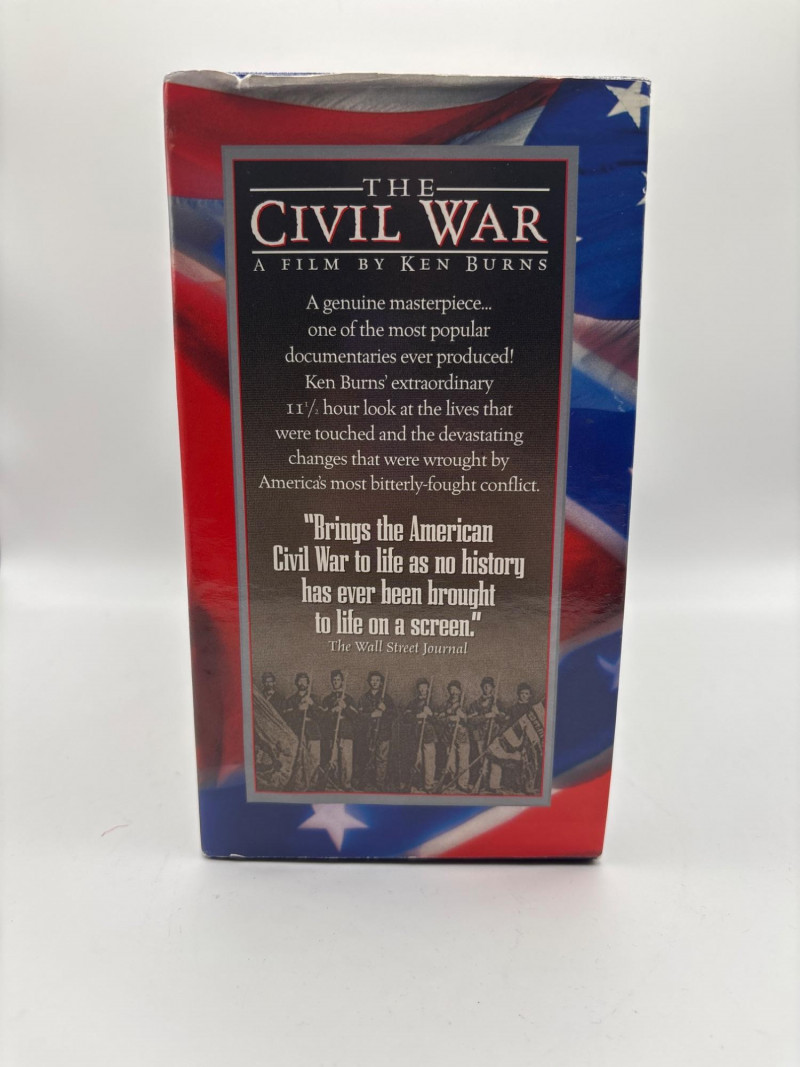 THE
CIVIL WAR
A FILM BY KEN BURNS
A genuine masterpiece...
one of the most popular
documentaries ever produced!
Ken Burns' extraordinary
11 1/2 hour look at the lives that
were touched and the devastating
changes that were wrought by
America's most bitterly-fought conflict.
"Brings the American
Civil War to life as no history
has ever been brought
to life on a screen."
The Wall Street Journal